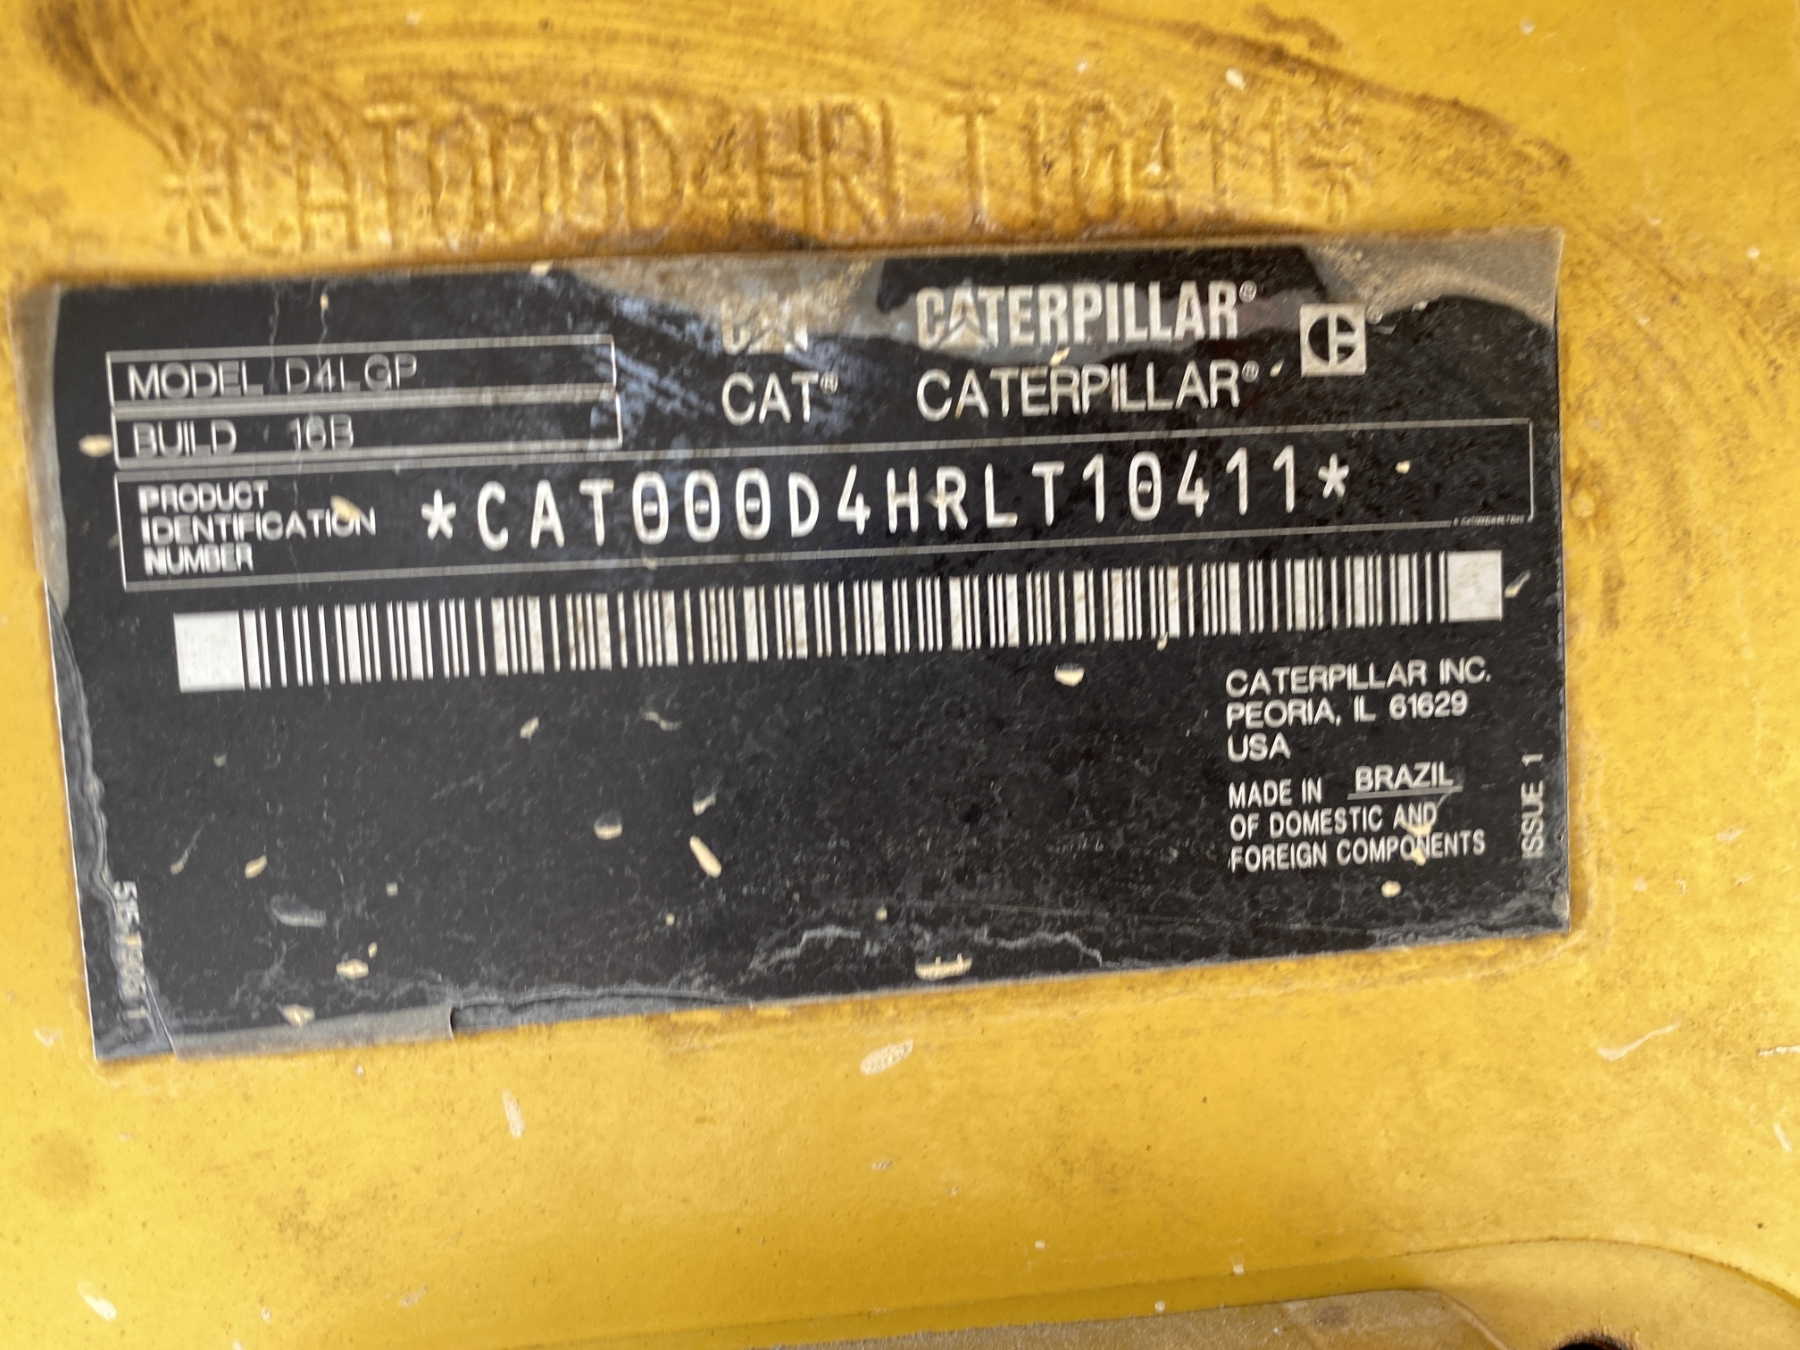 *CAT000D4HRLT10411*
CAT® CATERPILLAR®
MODEL D4LGP
CAT® CATERPILLAR®
BUILD 16B
PRODUCT
IDENTIFICATION
NUMBER
*CAT000D4HRLT10411*
CATERPILLAR INC.
PEORIA, IL 61629
USA
MADE IN BRAZIL
OF DOMESTIC AND
FOREIGN COMPONENTS
ISSUE 1